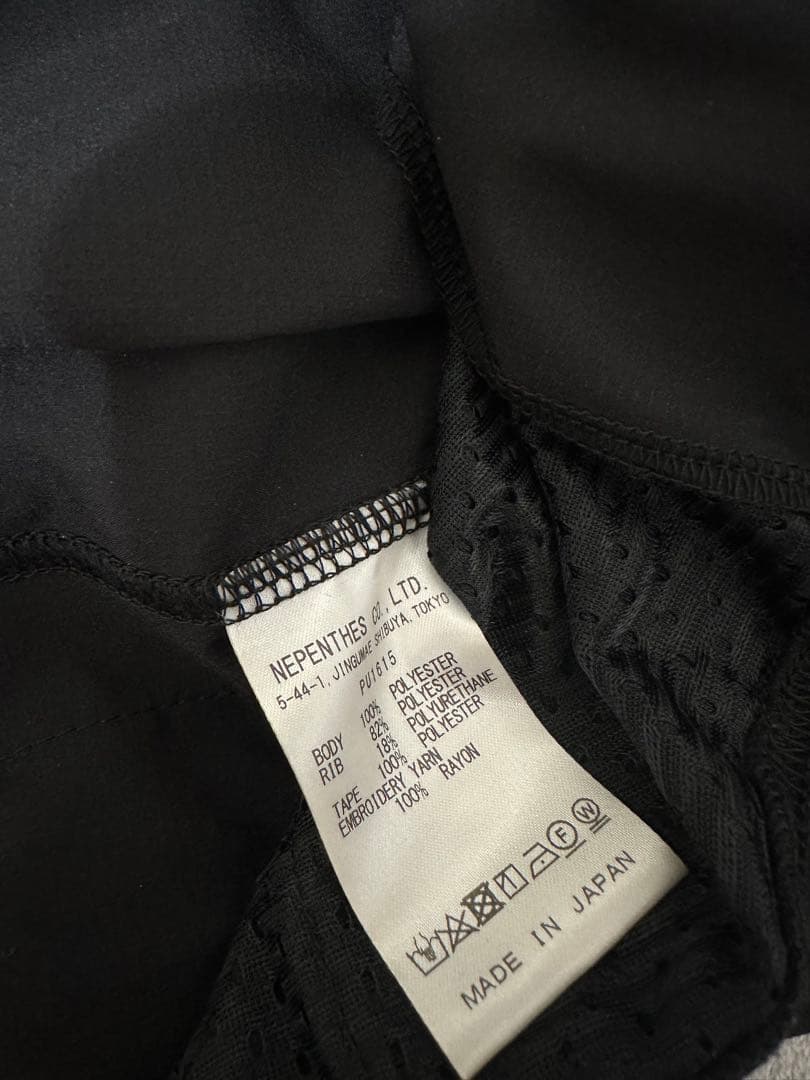 NEPENTHES CO., LTD.
5-44-1, JINGUMAE SHIBUYA, TOKYO
PU1615
BODY 100% POLYESTER
RIB 82% POLYESTER
18% POLYURETHANE
TAPE 100% POLYESTER
EMBROIDERY YARN
100% RAYON
F W
MADE IN JAPAN